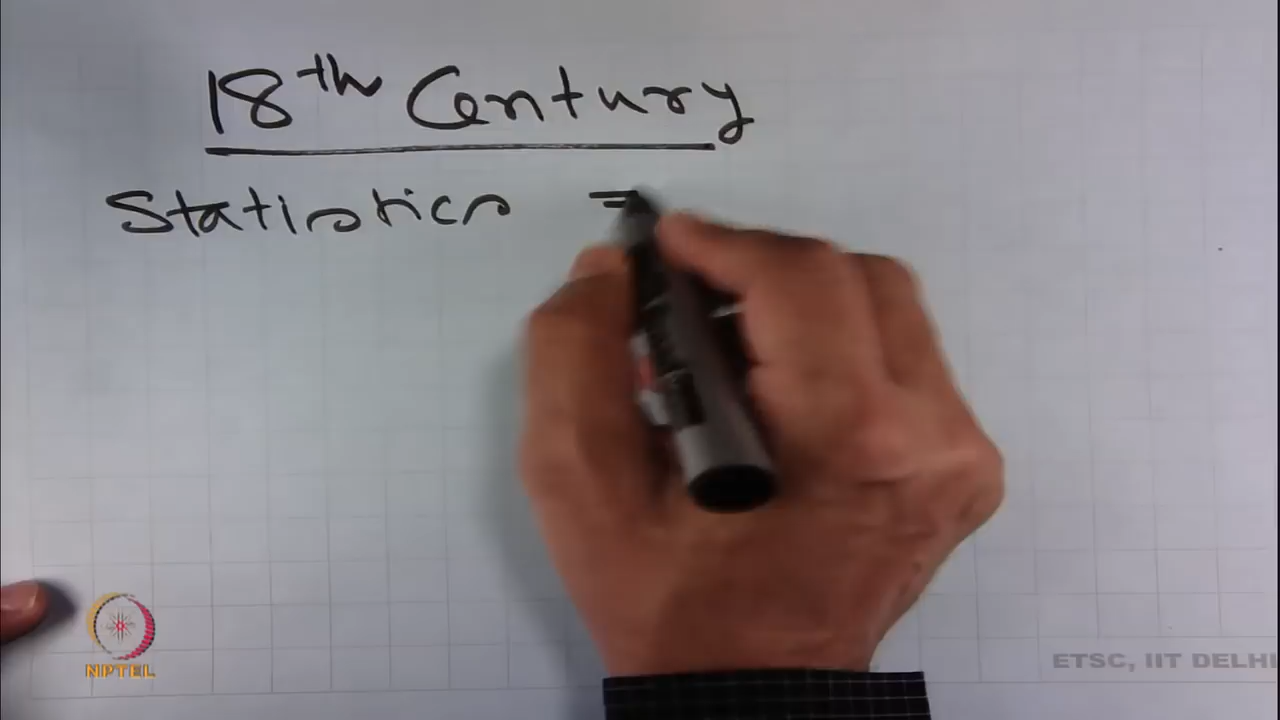 18th Century
Statistics =
NPTEL
ETSC, IIT DELHI